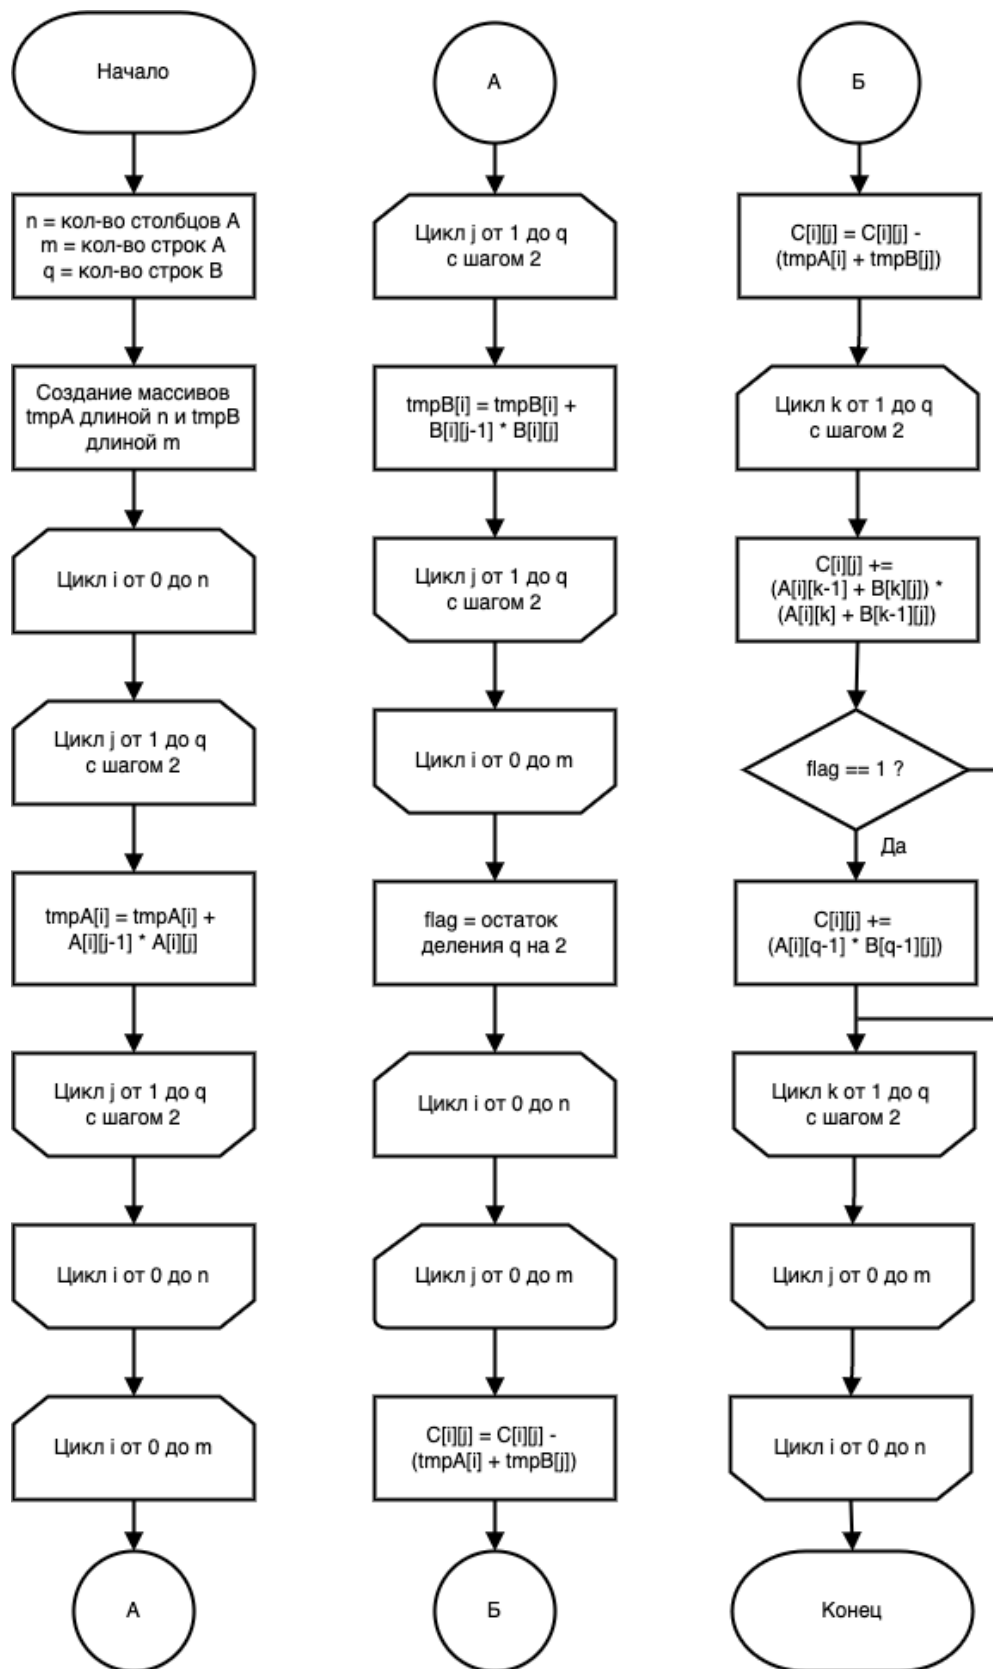 Начало
n = кол-во столбцов A
m = кол-во строк A
q = кол-во строк B
Создание массивов
tmpA длиной n и tmpB
длиной m
Цикл i от 0 до n
Цикл j от 1 до q
с шагом 2
tmpA[i] = tmpA[i] +
A[i][j-1] * A[i][j]
Цикл j от 1 до q
с шагом 2
Цикл i от 0 до n
Цикл i от 0 до m
А
А
Цикл j от 1 до q
с шагом 2
tmpB[i] = tmpB[i] +
B[i][j-1] * B[i][j]
Цикл j от 1 до q
с шагом 2
Цикл i от 0 до m
flag = остаток
деления q на 2
Цикл i от 0 до n
Цикл j от 0 до m
C[i][j] = C[i][j] -
(tmpA[i] + tmpB[j])
Б
Б
C[i][j] = C[i][j] -
(tmpA[i] + tmpB[j])
Цикл k от 1 до q
с шагом 2
C[i][j] +=
(A[i][k-1] + B[k][j]) *
(A[i][k] + B[k-1][j])
flag == 1 ?
Да
C[i][j] +=
(A[i][q-1] * B[q-1][j])
Цикл k от 1 до q
с шагом 2
Цикл j от 0 до m
Цикл i от 0 до n
Конец